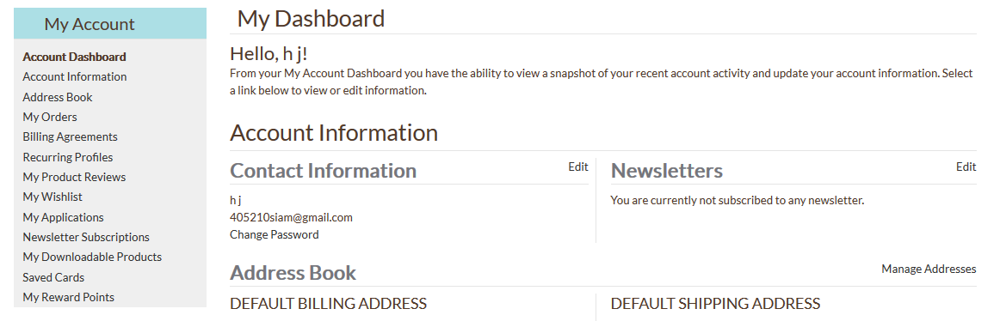 My Account
Account Dashboard
Account Information
Address Book
My Orders
Billing Agreements
Recurring Profiles
My Product Reviews
My Wishlist
My Applications
Newsletter Subscriptions
My Downloadable Products
Saved Cards
My Reward Points
My Dashboard
Hello, h j!
From your My Account Dashboard you have the ability to view a snapshot of your recent account activity and update your account information. Select
a link below to view or edit information.
Account Information
Contact Information
Edit
h j
405210siam@gmail.com
Change Password
Newsletters
Edit
You are currently not subscribed to any newsletter.
Address Book
Manage Addresses
DEFAULT BILLING ADDRESS
DEFAULT SHIPPING ADDRESS